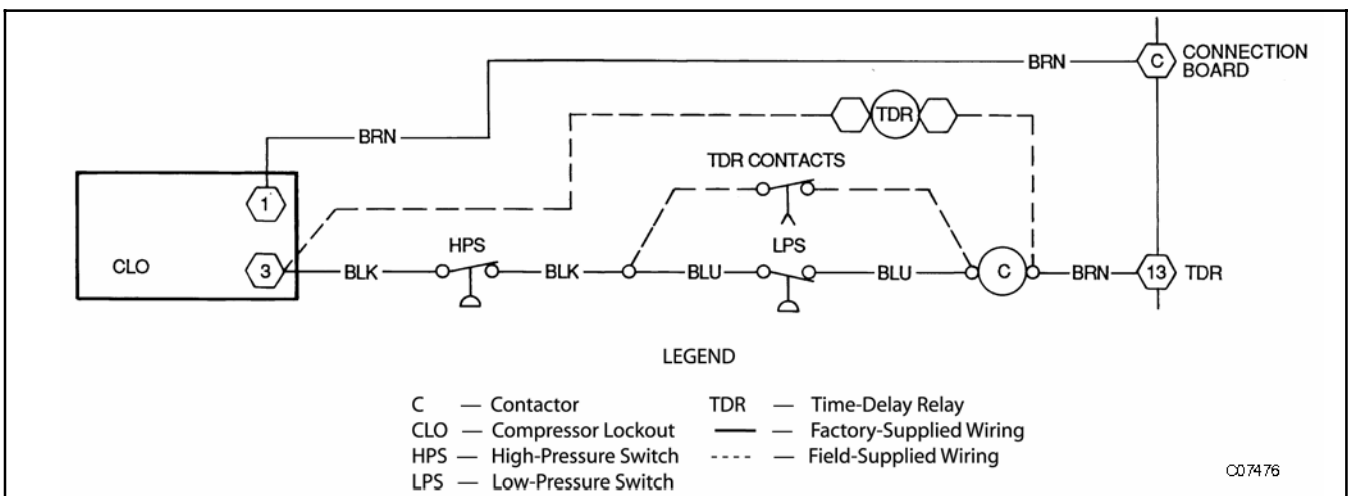 BRN
C
CONNECTION
BOARD
TDR
BRN
TDR CONTACTS
1
HPS
LPS
CLO
3
BLK
BLK
BLU
BLU
C
BRN
13
TDR
LEGEND
C — Contactor
CLO — Compressor Lockout
HPS — High-Pressure Switch
LPS — Low-Pressure Switch
TDR — Time-Delay Relay
— Factory-Supplied Wiring
---- — Field-Supplied Wiring
C07476